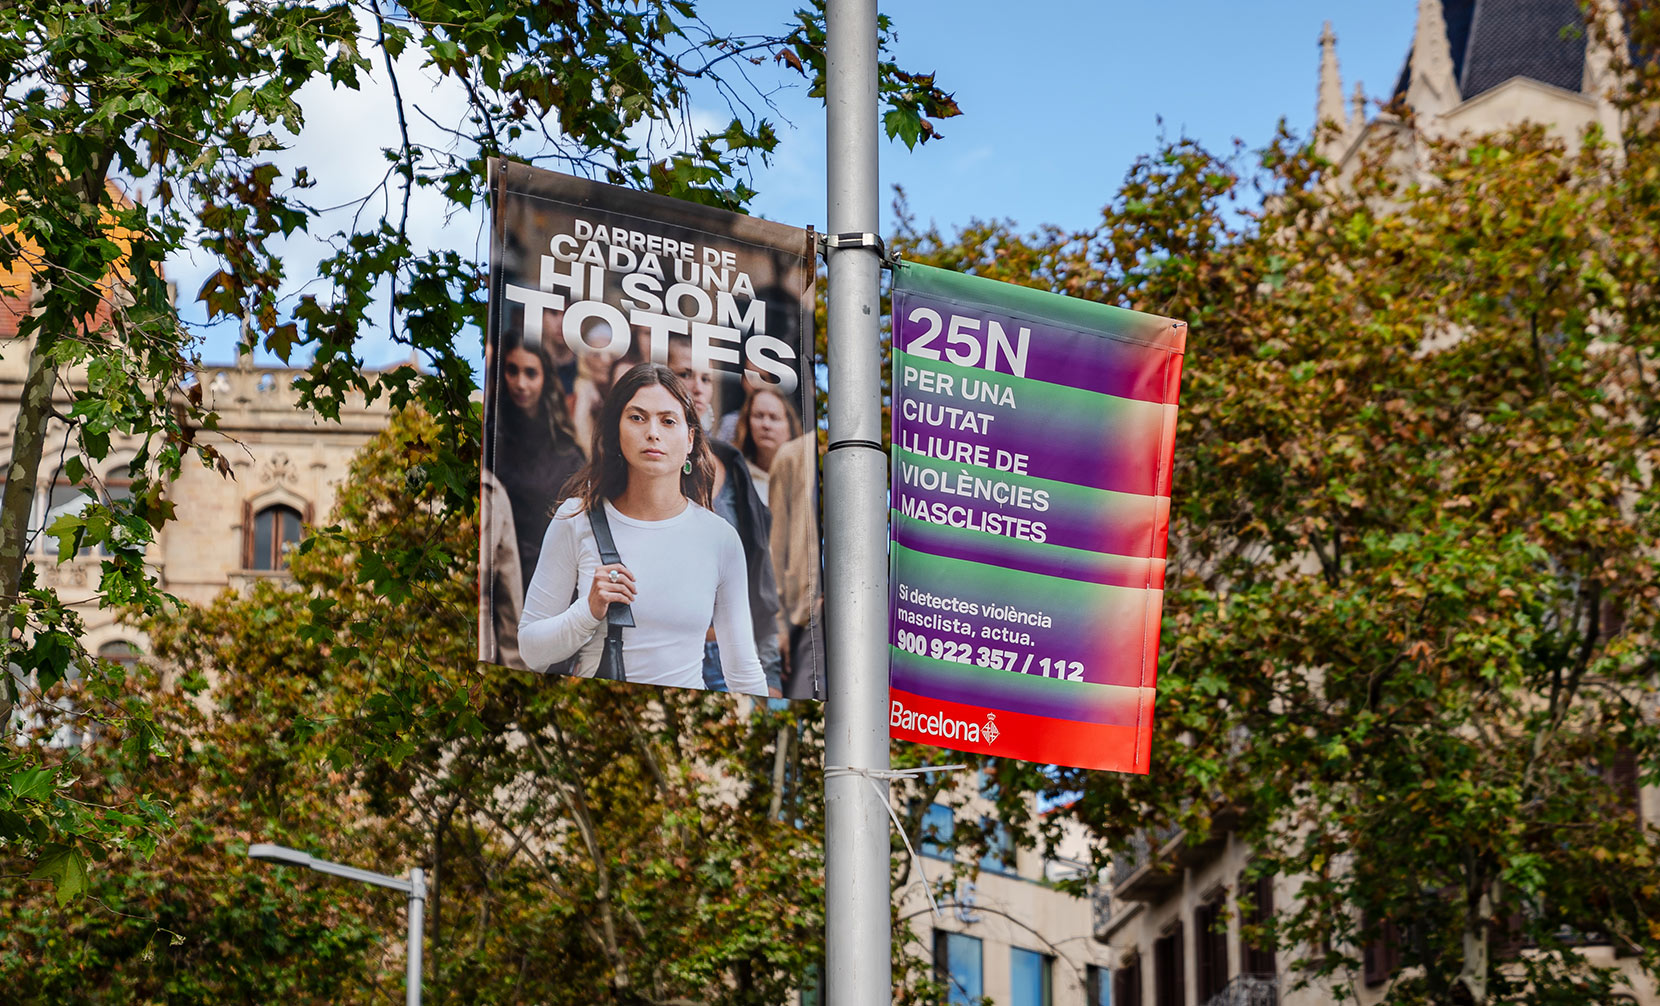 DARRERE DE
CADA UNA
HI SOM
TOTES
25N
PER UNA
CIUTAT
LLIURE DE
VIOLÈNCIES
MASCLISTES
Si detectes violència
masclista, actua.
900 922 357 / 112
Barcelona